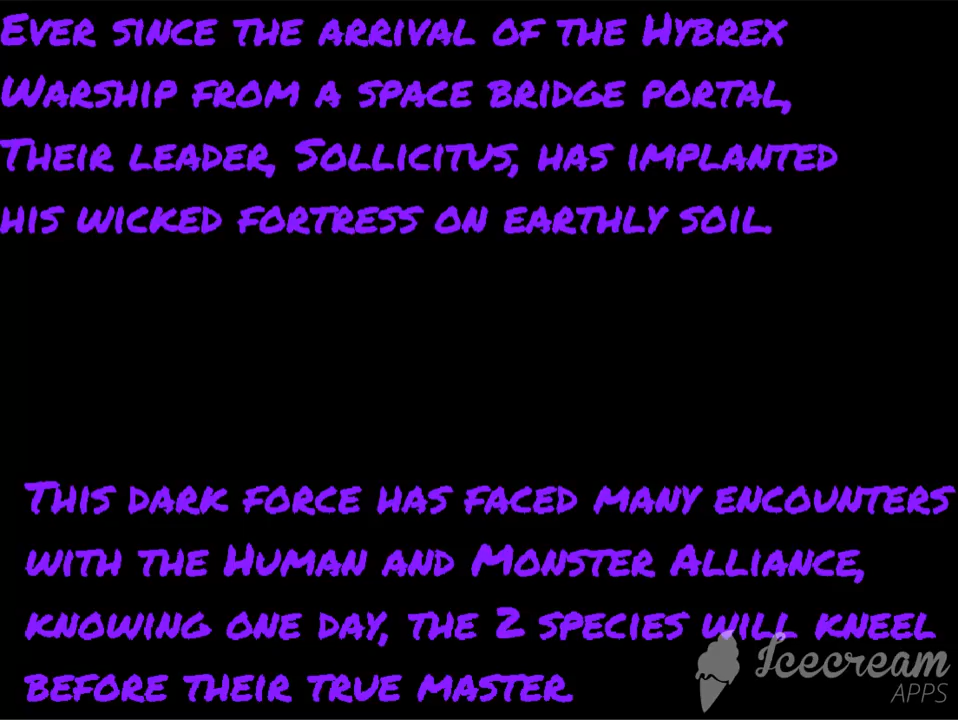 Ever since the arrival of the Hybrex
Warship from a space bridge portal,
Their leader, Sollicitus, has implanted
his wicked fortress on earthly soil.
This dark force has faced many encounters
with the Human and Monster Alliance,
knowing one day, the 2 species will kneel
before their true master.
Icecream
APPS